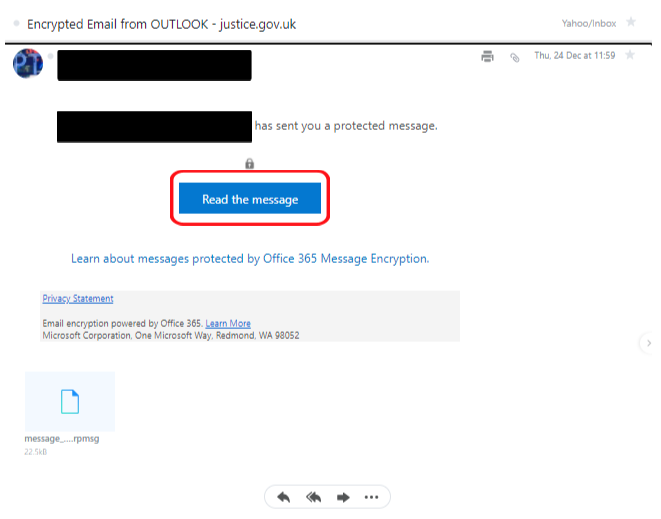 Encrypted Email from OUTLOOK - justice.gov.uk
Yahoo/Inbox
Thu, 24 Dec at 11:59
has sent you a protected message.
Read the message
Learn about messages protected by Office 365 Message Encryption.
Privacy Statement
Email encryption powered by Office 365. Learn More
Microsoft Corporation, One Microsoft Way, Redmond, WA 98052
message_....rpmsg
22.5kB